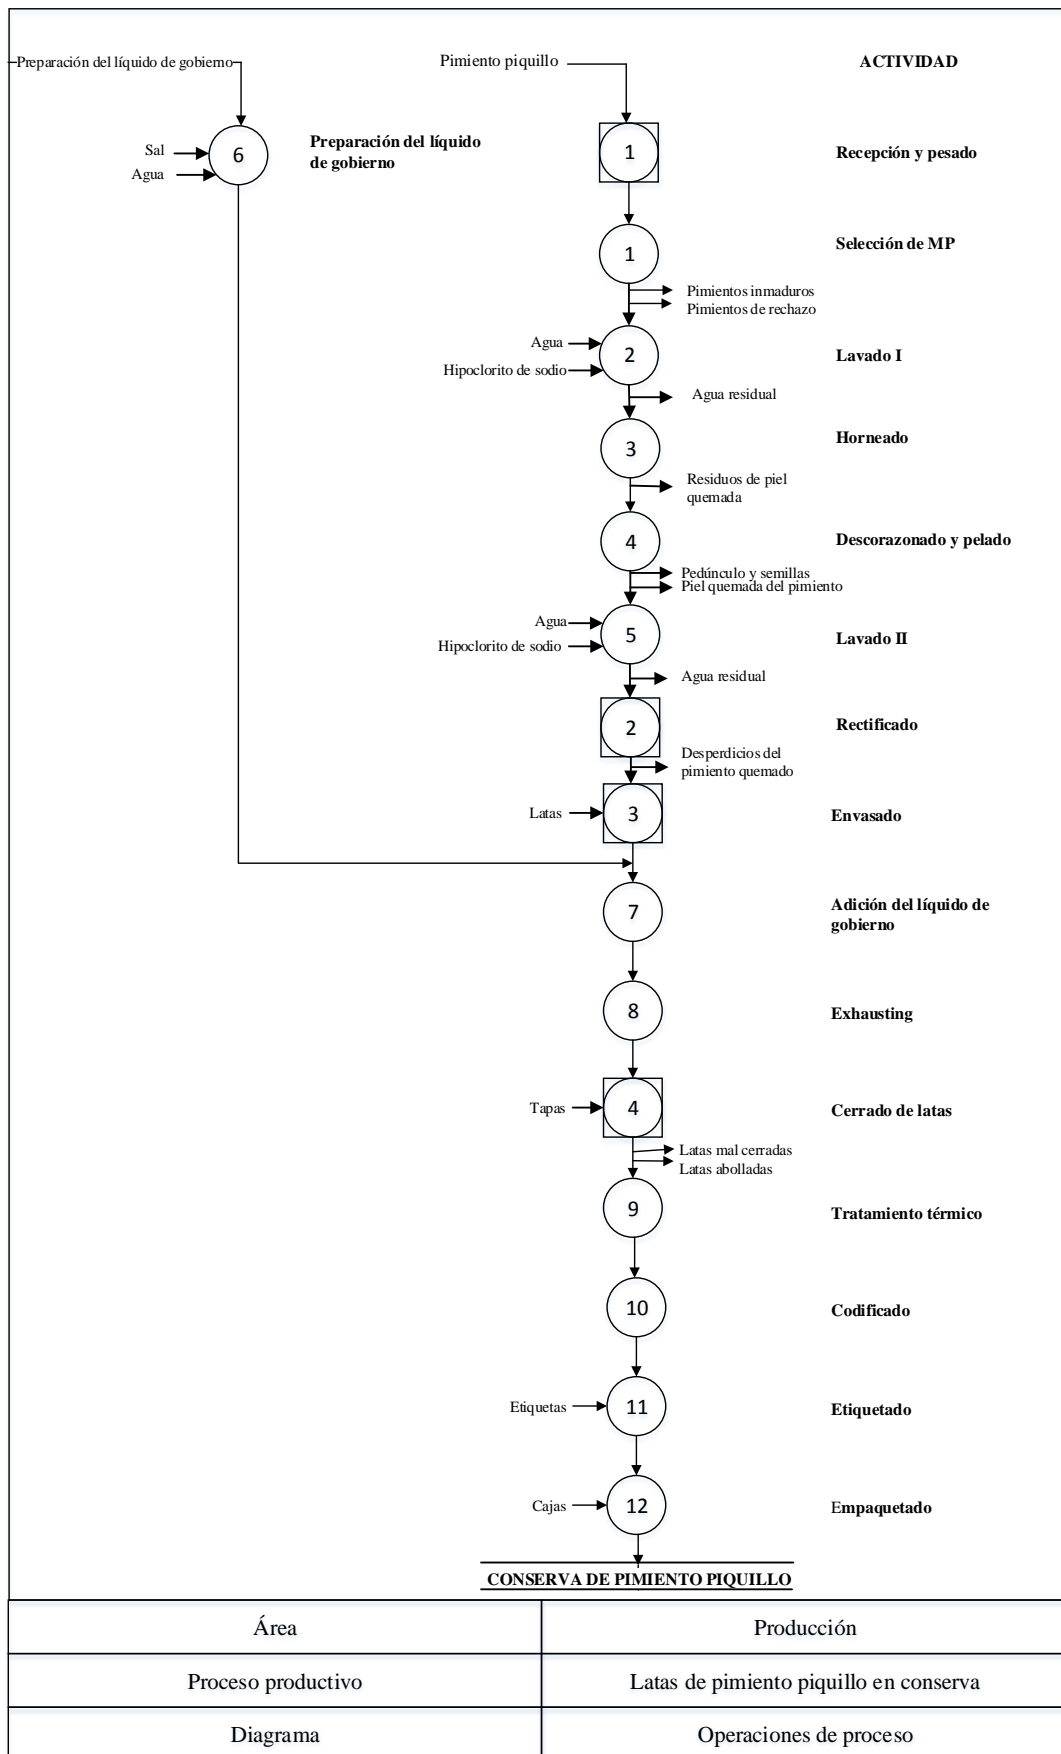 Preparación del líquido de gobierno
Pimiento piquillo
ACTIVIDAD
Sal
Agua
6
Preparación del líquido
de gobierno
1
Recepción y pesado
1
Selección de MP
Pimientos inmaduros
Pimientos de rechazo
Agua
Hipoclorito de sodio
2
Lavado I
Agua residual
3
Horneado
Residuos de piel
quemada
4
Descorazonado y pelado
Pedúnculo y semillas
Piel quemada del pimiento
Agua
Hipoclorito de sodio
5
Lavado II
Agua residual
2
Rectificado
Desperdicios del
pimiento quemado
Latas
3
Envasado
7
Adición del líquido de
gobierno
8
Exhausting
Tapas
4
Cerrado de latas
Latas mal cerradas
Latas abolladas
9
Tratamiento térmico
10
Codificado
Etiquetas
11
Etiquetado
Cajas
12
Empaquetado
CONSERVA DE PIMIENTO PIQUILLO
Área
Producción
Proceso productivo
Latas de pimiento piquillo en conserva
Diagrama
Operaciones de proceso